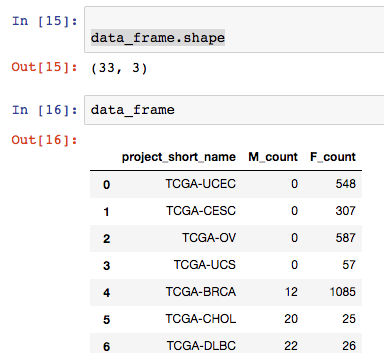 In [15]:
data_frame.shape
Out[15]: (33, 3)
In [16]: data_frame
Out[16]:
project_short_name M_count F_count
0 TCGA-UCEC 0 548
1 TCGA-CESC 0 307
2 TCGA-OV 0 587
3 TCGA-UCS 0 57
4 TCGA-BRCA 12 1085
5 TCGA-CHOL 20 25
6 TCGA-DLBC 22 26